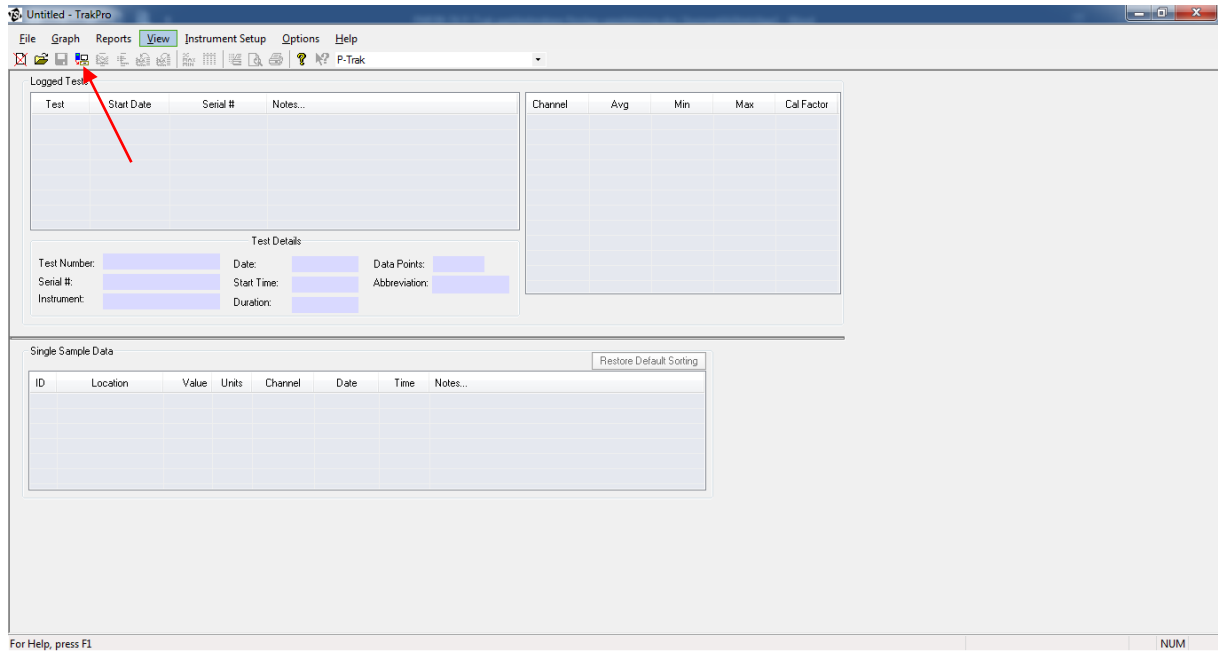 Untitled - TrakPro
File Graph Reports View Instrument Setup Options Help
P-Trak
Logged Tests
Test Start Date Serial # Notes...
Channel Avg Min Max Cal Factor
Test Details
Test Number: Date: Data Points:
Serial #: Start Time: Abbreviation:
Instrument: Duration:
Single Sample Data
Restore Default Sorting
ID Location Value Units Channel Date Time Notes...
For Help, press F1
NUM